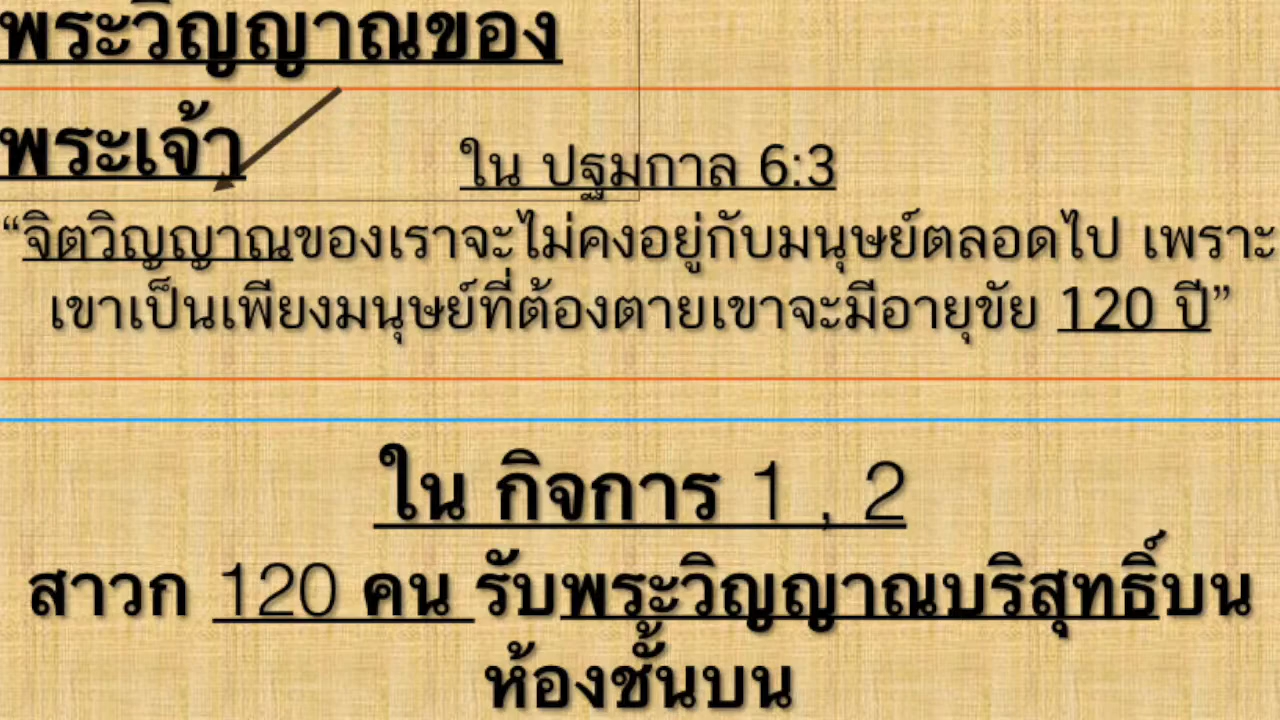 พระวิญญาณของ
พระเจ้า
ใน ปฐมกาล 6:3
“จิตวิญญาณของเราจะไม่คงอยู่กับมนุษย์ตลอดไป เพราะ
เขาเป็นเพียงมนุษย์ที่ต้องตายเขาจะมีอายุขัย 120 ปี”
ใน กิจการ 1 , 2
สาวก 120 คน รับพระวิญญาณบริสุทธิ์บน
ห้องชั้นบน